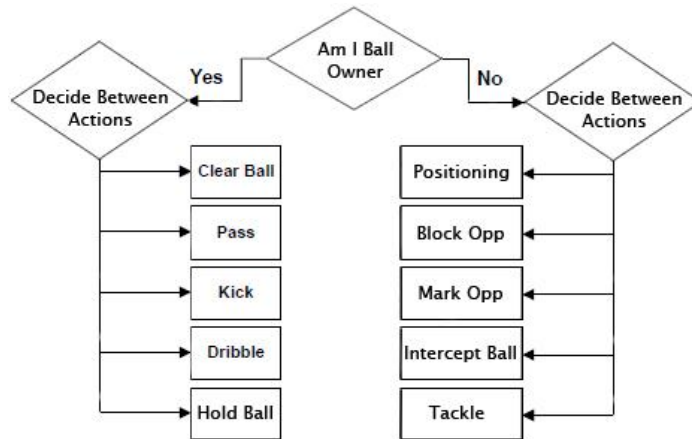 Am I Ball
Owner
Yes
No
Decide Between
Actions
Decide Between
Actions
Clear Ball
Positioning
Pass
Block Opp
Kick
Mark Opp
Dribble
Intercept Ball
Hold Ball
Tackle